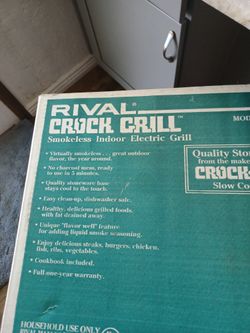 RIVAL®
CROCK GRILL™
Smokeless Indoor Electric Grill
MOD
• Virtually smokeless . . . great outdoor
flavor, the year around.
• No charcoal mess, ready
to use in 5 minutes.
• Quality stoneware base
stays cool to the touch.
• Easy clean-up, dishwasher safe.
• Healthy, delicious grilled foods,
with fat drained away.
• Unique "flavor well" feature
for adding liquid smoke seasoning.
• Enjoy delicious steaks, burgers, chicken,
fish, ribs, vegetables.
• Cookbook included.
• Full one-year warranty.
Quality Ston
from the make
CROCK
Slow Co
HOUSEHOLD USE ONLY